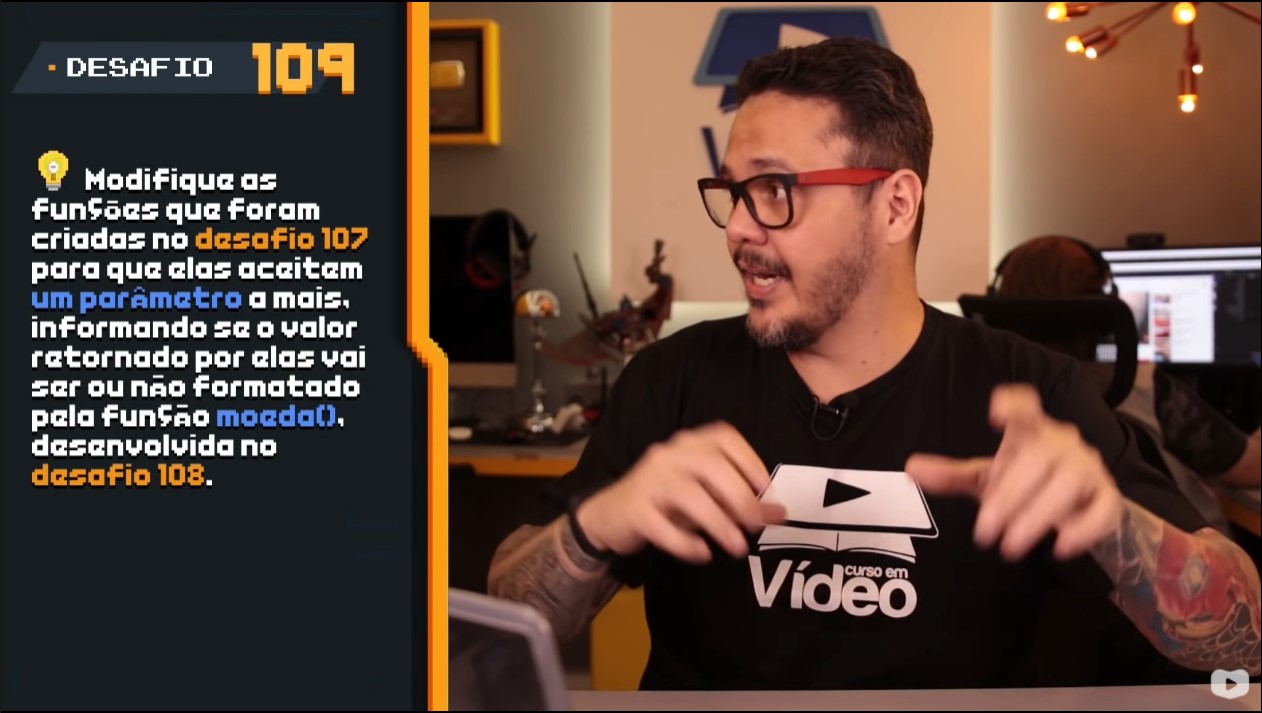 DESAFIO 109
Modifique as
funções que foram
criadas no desafio 107
para que elas aceitem
um parâmetro a mais,
informando se o valor
retornado por elas vai
ser ou não formatado
pela função moeda(),
desenvolvida no
desafio 108.
curso em
Vídeo